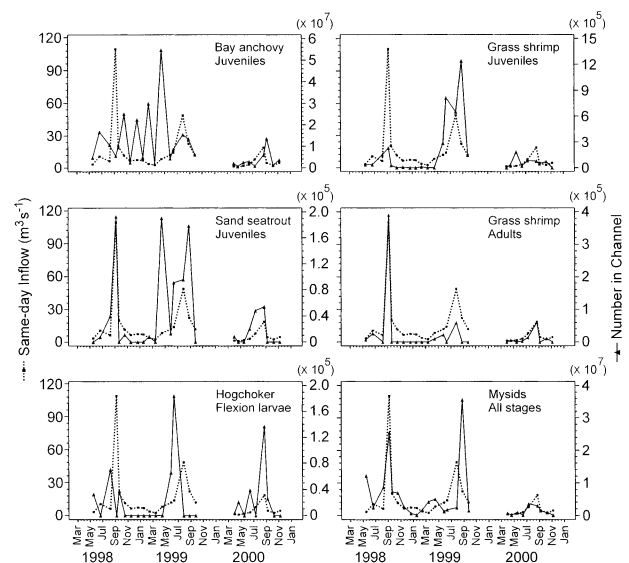 (x 10⁷)
(x 10⁵)
120 Bay anchovy 6 Grass shrimp 15
Juveniles Juveniles
90 5 12
4 9
60 3
2 6
30 1 3
0 0 0
(x 10⁵)
(x 10⁵)
120 Sand seatrout 2.0 Grass shrimp 4
Juveniles Adults
90 1.6 3
60 1.2 2
0.8
30 0.4 1
0 0 0
(x 10⁵)
(x 10⁷)
120 Hogchoker 2.0 Mysids 4
Flexion larvae All stages
90 1.6 3
60 1.2 2
0.8
30 0.4 1
0 0 0
Same-day Inflow (m³s⁻¹)
Number in Channel
Mar May Jul Sep Nov Jan Mar May Jul Sep Nov Jan Mar May Jul Sep Nov Jan
1998 1999 2000
Mar May Jul Sep Nov Jan Mar May Jul Sep Nov Jan Mar May Jul Sep Nov Jan
1998 1999 2000